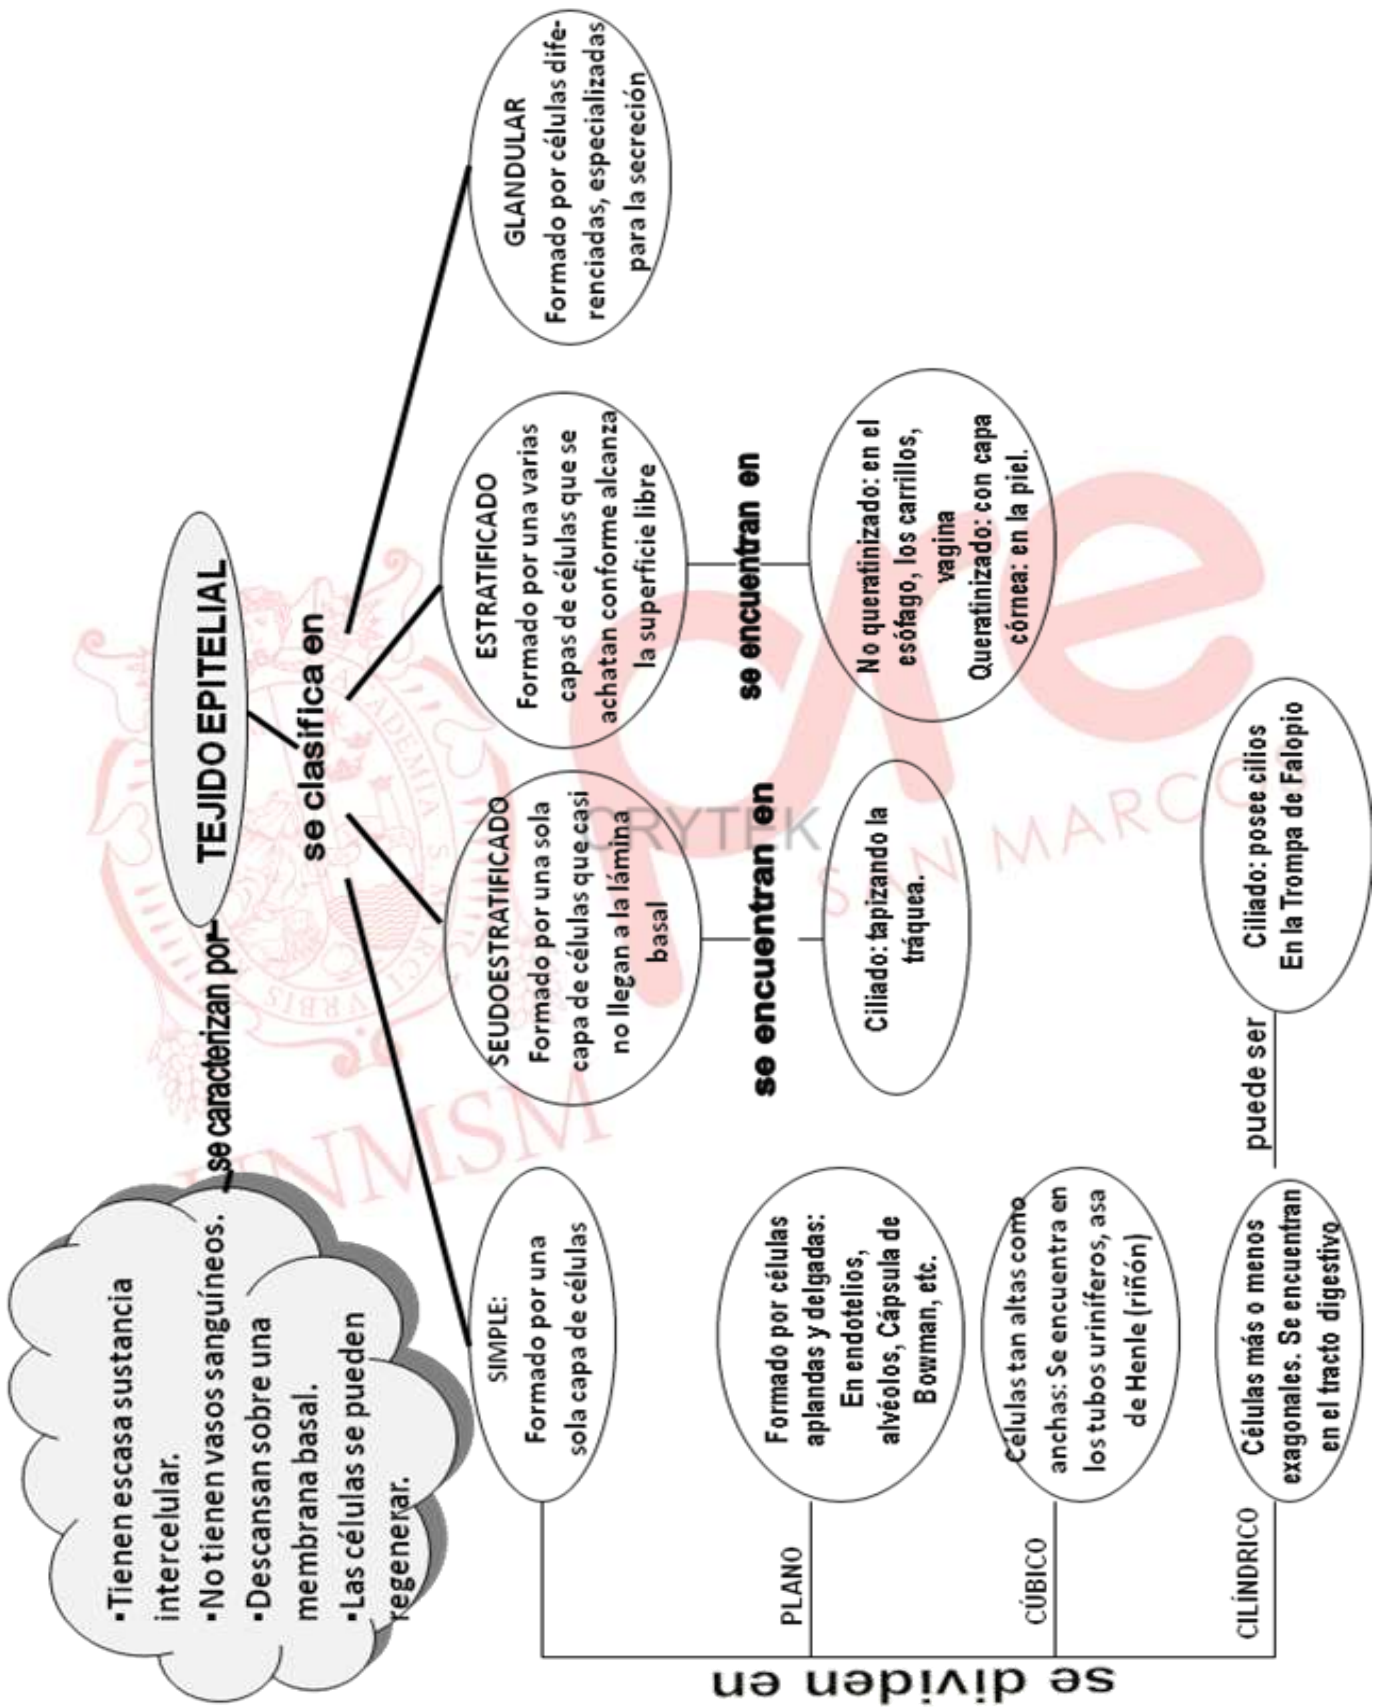 TEJIDO EPITELIAL
se caracterizan por
▪Tienen escasa sustancia
intercelular.
▪No tienen vasos sanguíneos.
▪Descansan sobre una
membrana basal.
▪Las células se pueden
regenerar.
se clasifica en
SIMPLE:
Formado por una
sola capa de células
SEUDOESTRATIFICADO
Formado por una sola
capa de células que casi
no llegan a la lámina
basal
ESTRATIFICADO
Formado por una varias
capas de células que se
achatan conforme alcanza
la superficie libre
GLANDULAR
Formado por células dife-
renciadas, especializadas
para la secreción
se dividen en
PLANO
Formado por células
aplandas y delgadas:
En endotelios,
alvéolos, Cápsula de
Bowman, etc.
CÚBICO
Células tan altas como
anchas: Se encuentra en
los tubos uriníferos, asa
de Henle (riñón)
CILÍNDRICO
Células más o menos
exagonales. Se encuentran
en el tracto digestivo
puede ser
Ciliado: posee cilios
En la Trompa de Falopio
se encuentran en
Ciliado: tapizando la
tráquea.
se encuentran en
No queratinizado: en el
esófago, los carrillos,
vagina
Queratinizado: con capa
córnea: en la piel.
UNMSM
CRYTEK
pre
SAN MARCOS